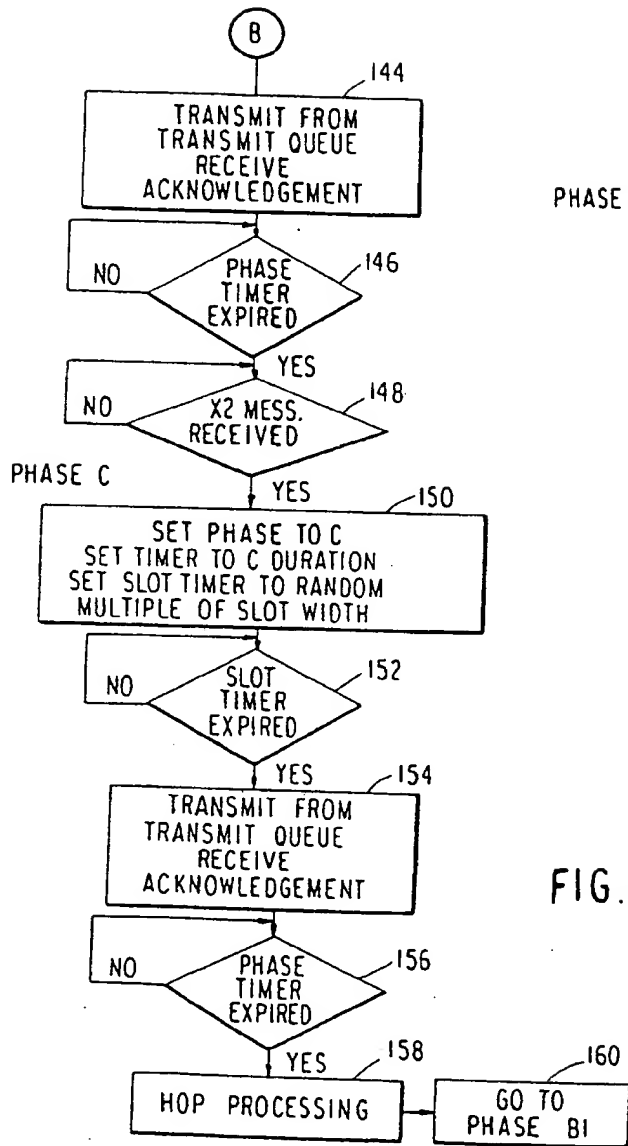 B
144
TRANSMIT FROM
TRANSMIT QUEUE
RECEIVE
ACKNOWLEDGEMENT
PHASE
146
NO
PHASE
TIMER
EXPIRED
YES
148
NO
X2 MESS.
RECEIVED
PHASE C
YES
150
SET PHASE TO C
SET TIMER TO C DURATION
SET SLOT TIMER TO RANDOM
MULTIPLE OF SLOT WIDTH
152
NO
SLOT
TIMER
EXPIRED
YES
154
TRANSMIT FROM
TRANSMIT QUEUE
RECEIVE
ACKNOWLEDGEMENT
FIG.
156
NO
PHASE
TIMER
EXPIRED
YES
158
160
HOP PROCESSING
GO TO
PHASE B1